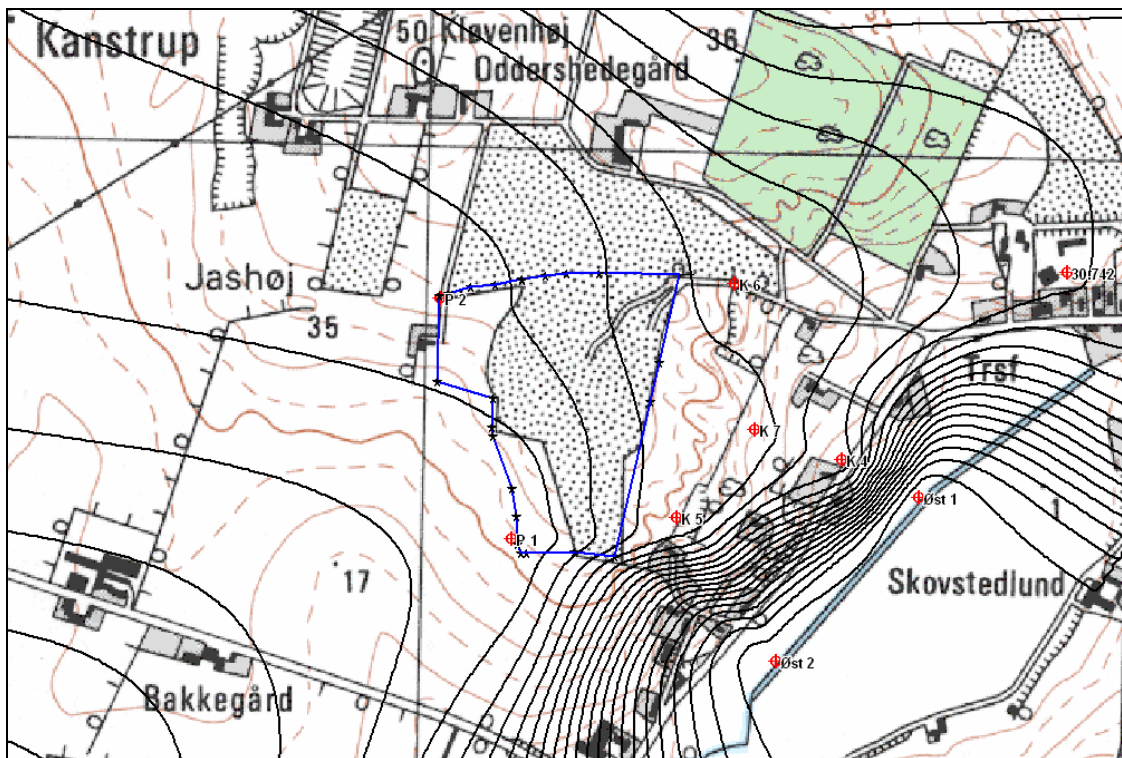 Kanstrup
50 Kløvenhøj
36
Oddershedegård
Jashøj
35
P 2
K 6
30.742
Trsf
K 7
K 4
Øst 1
K 5
1
P 1
17
Skovstedlund
Øst 2
Bakkegård